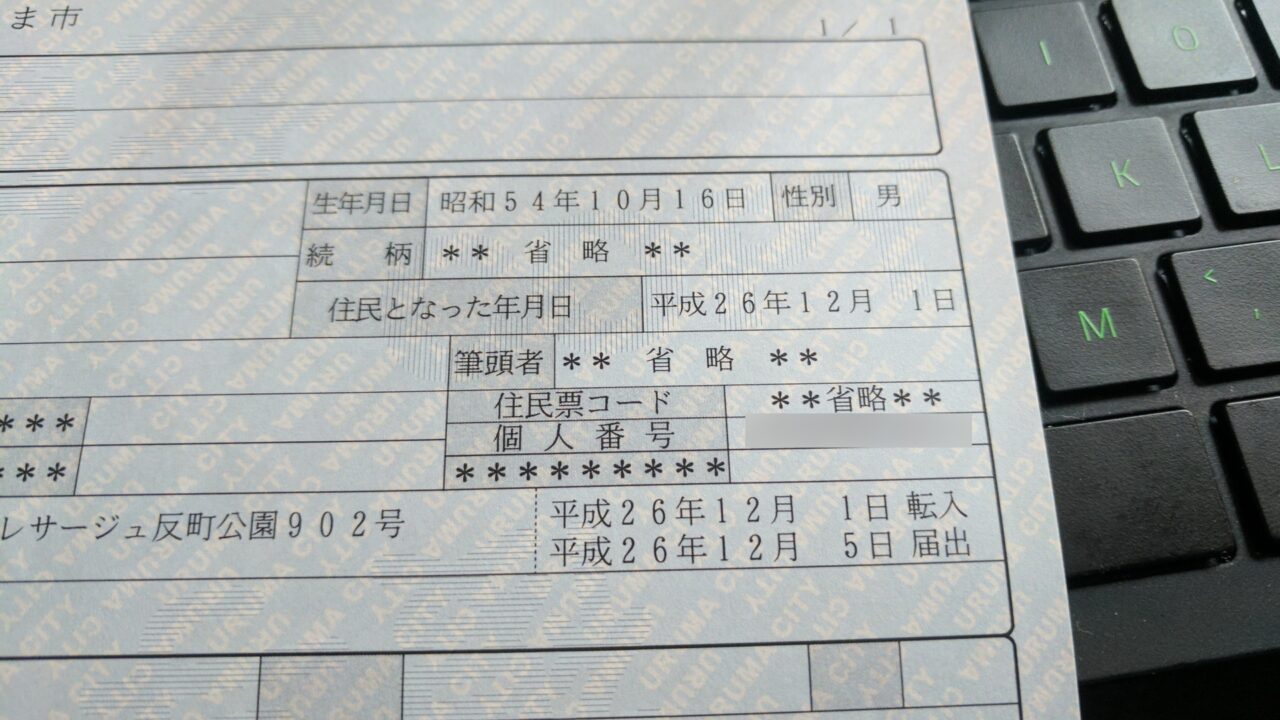 ま市
1/1
生年月日 昭和54年10月16日 性別 男
続柄 ** 省略 **
住民となった年月日 平成26年12月 1日
筆頭者 ** 省略 **
*** 住民票コード **省略**
個人番号
*** *********
レサージュ反町公園902号 平成26年12月 1日 転入
平成26年12月 5日 届出
URUMA CITY
I
O
K
L
M
<
,